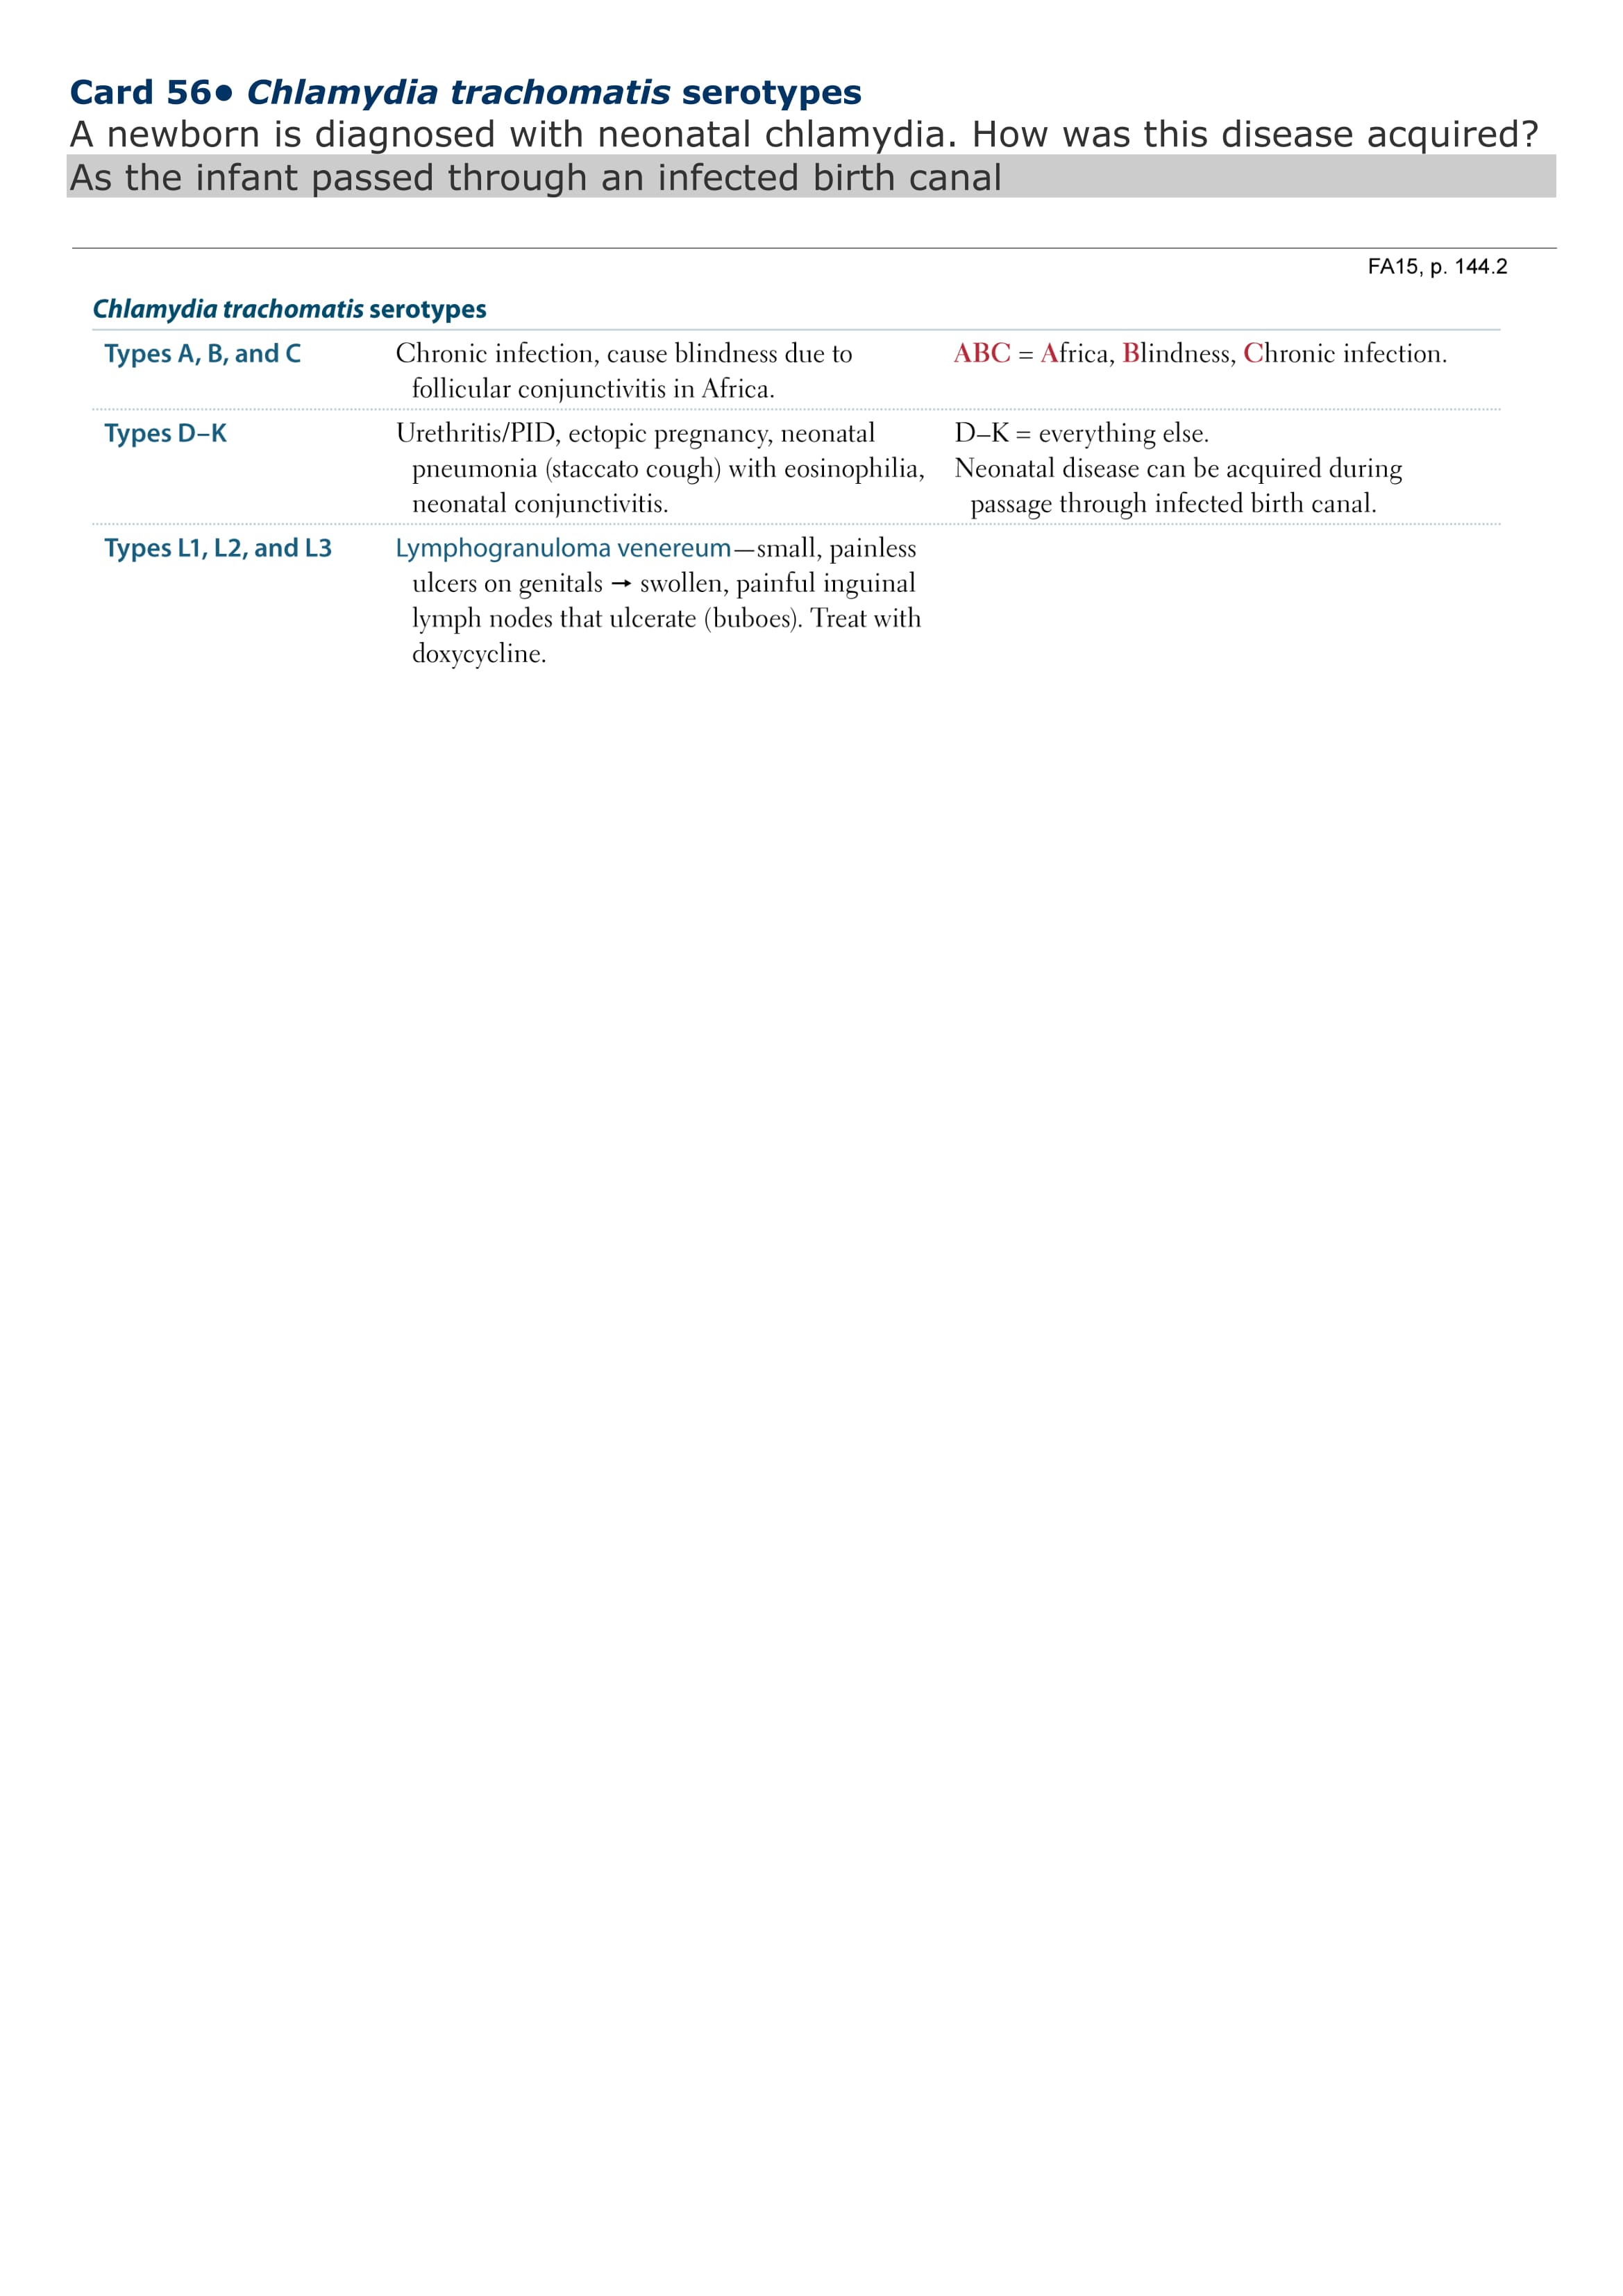 Card 56• Chlamydia trachomatis serotypes
A newborn is diagnosed with neonatal chlamydia. How was this disease acquired?
As the infant passed through an infected birth canal
FA15, p. 144.2
Chlamydia trachomatis serotypes
Types A, B, and C
Chronic infection, cause blindness due to
follicular conjunctivitis in Africa.
ABC = Africa, Blindness, Chronic infection.
Types D–K
Urethritis/PID, ectopic pregnancy, neonatal
pneumonia (staccato cough) with eosinophilia,
neonatal conjunctivitis.
D–K = everything else.
Neonatal disease can be acquired during
passage through infected birth canal.
Types L1, L2, and L3
Lymphogranuloma venereum—small, painless
ulcers on genitals → swollen, painful inguinal
lymph nodes that ulcerate (buboes). Treat with
doxycycline.